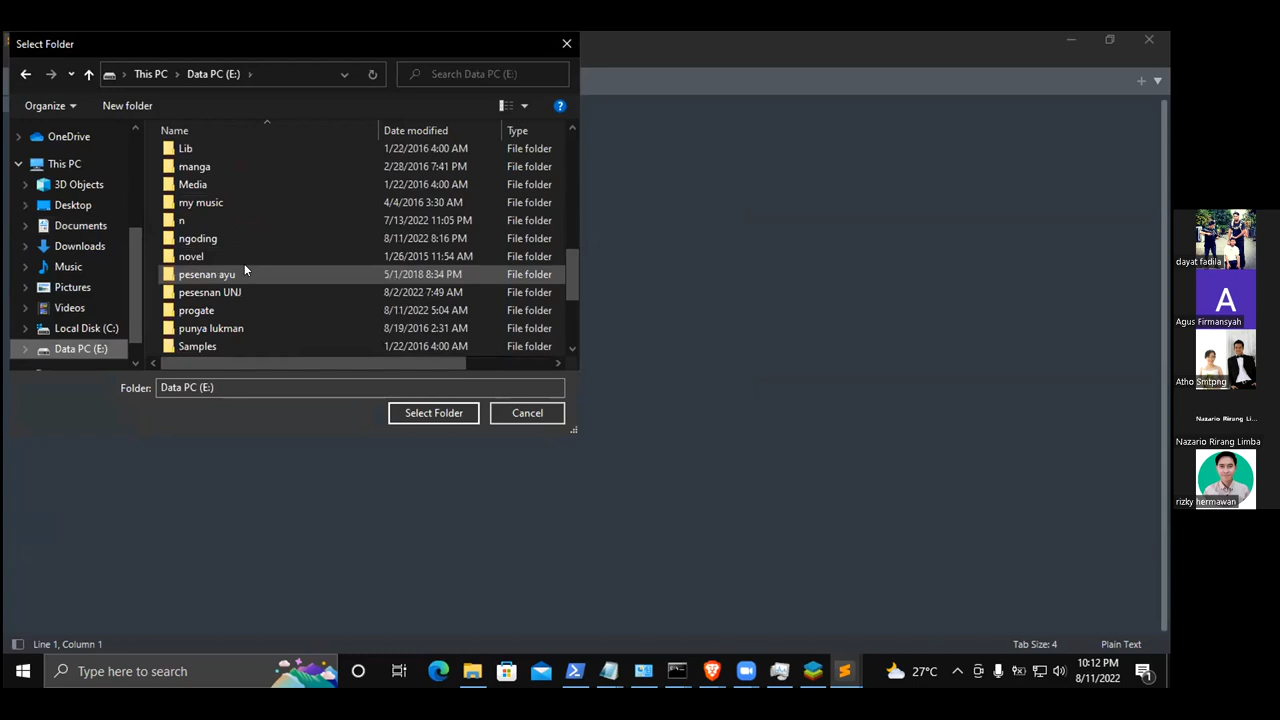 Select Folder
This PC
Data PC (E:)
Search Data PC (E:)
Organize
New folder
Name
Date modified
Type
OneDrive
This PC
3D Objects
Desktop
Documents
Downloads
Music
Pictures
Videos
Local Disk (C:)
Data PC (E:)
Lib 1/22/2016 4:00 AM File folder
manga 2/28/2016 7:41 PM File folder
Media 1/22/2016 4:00 AM File folder
my music 4/4/2016 3:30 AM File folder
n 7/13/2022 11:05 PM File folder
ngoding 8/11/2022 8:16 PM File folder
novel 1/26/2015 11:54 AM File folder
pesenan ayu 5/1/2018 8:34 PM File folder
pesesnan UNJ 8/2/2022 7:49 AM File folder
progate 8/11/2022 5:04 AM File folder
punya lukman 8/19/2016 2:31 AM File folder
Samples 1/22/2016 4:00 AM File folder
Folder: Data PC (E:)
Select Folder
Cancel
dayat fadila
A
Agus Firmansyah
Atho Smtpng
Nazario Rirang Li...
Nazario Rirang Limba
rizky hermawan
Line 1, Column 1
Tab Size: 4
Plain Text
Type here to search
27°C
10:12 PM
8/11/2022
1